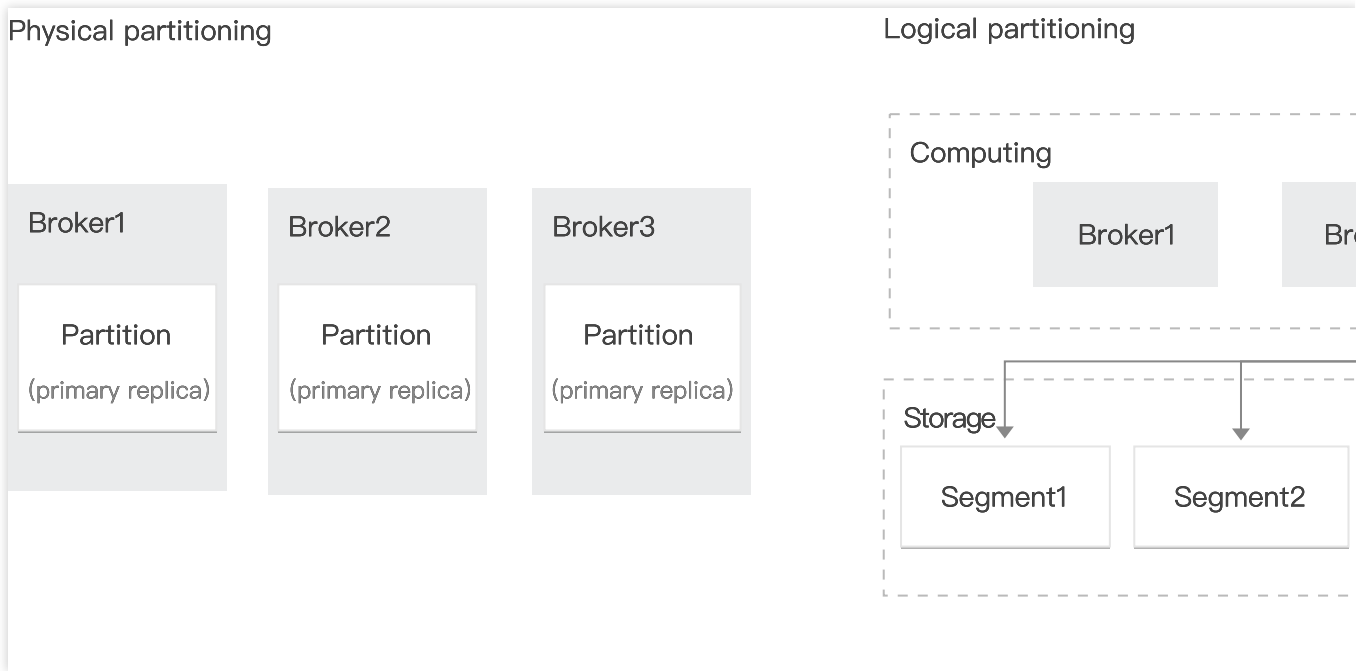 Physical partitioning
Logical partitioning
Computing
Broker1
Broker2
Broker3
Broker1
Partition
Partition
Partition
(primary replica)
(primary replica)
(primary replica)
Storage
Segment1
Segment2